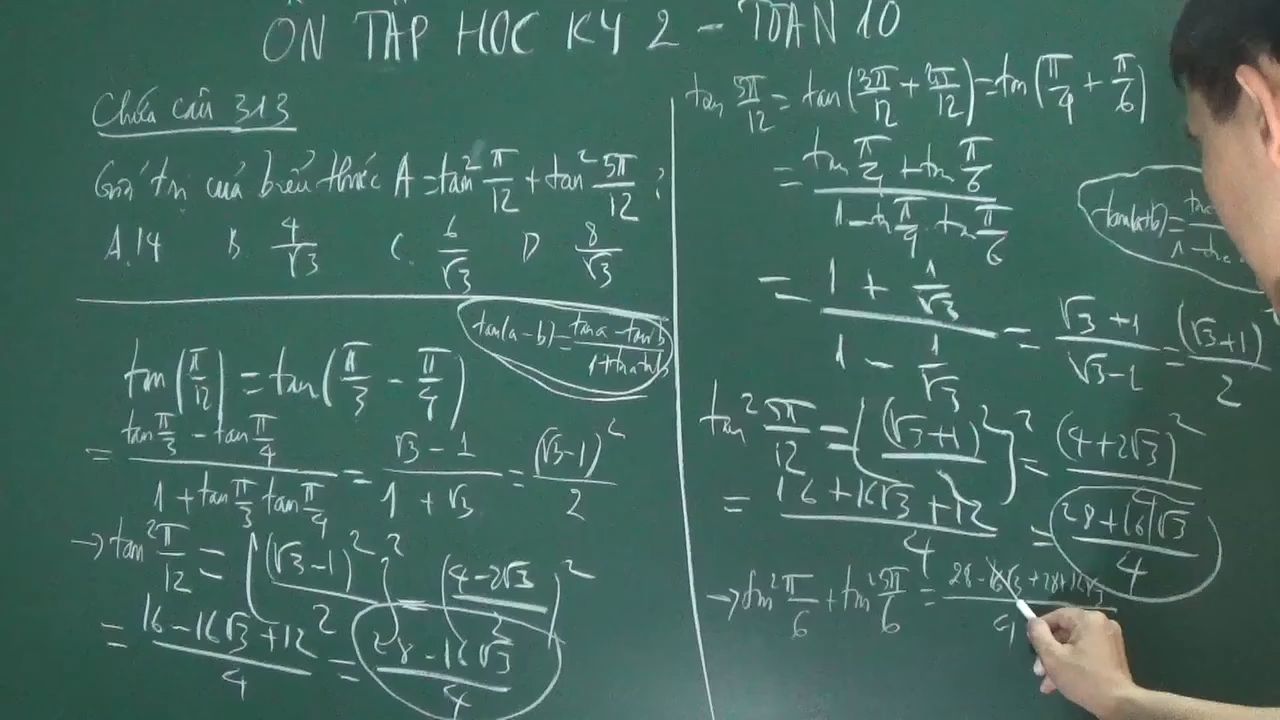 ÔN TẬP HỌC KỲ 2 - TOÁN 10
Chữa câu 313
Giá trị của biểu thức A = tan² π/12 + tan² 5π/12 :
A. 14 B. 4/√3 C. 6/√3 D 8/√3
tan(a-b) = (tan a - tan b)/(1 + tan a tan b)
tan(π/12) = tan(π/3 - π/4)
= (tan π/3 - tan π/4)/(1 + tan π/3 tan π/4) = (√3 - 1)/(1 + √3) = (√3-1)²/2
→ tan² π/12 = [(√3-1)²/2]² = (4-2√3/2)²
= (16 - 16√3 + 12)/4 = (28 - 16√3)/4
tan 5π/12 = tan(3π/12 + 2π/12) = tan(π/4 + π/6)
= (tan π/4 + tan π/6)/(1 - tan π/4 . tan π/6)
tan(a+b) =
= (1 + 1/√3)/(1 - 1/√3) = (√3+1)/(√3-1) = (√3+1)/2
tan² 5π/12 = [(√3+1)²/2]² = (4+2√3)²
= (16 + 16√3 + 12)/4 = (28 + 16√3)/4
→ tan² π/6 + tan² 5π/6 = (28 - 16√3 + 28 + 16√3)/4